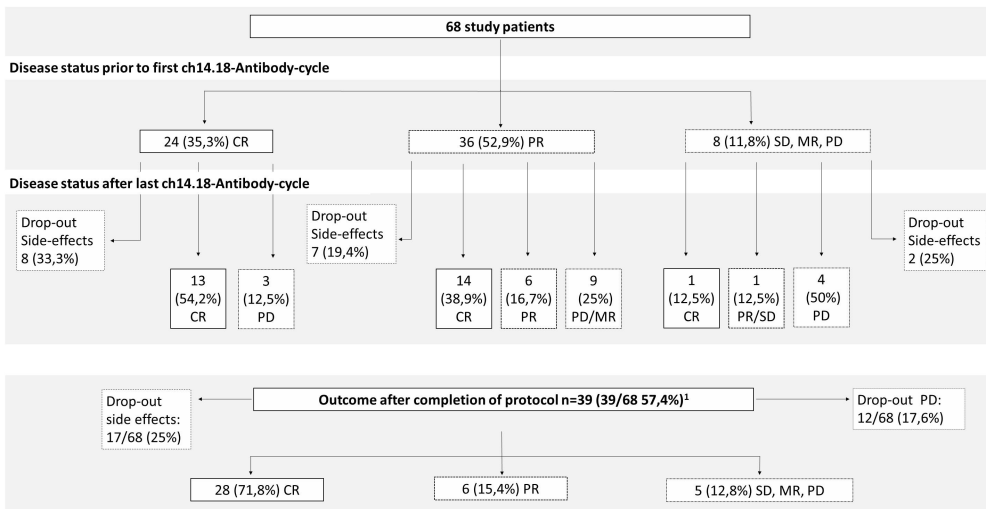 68 study patients
Disease status prior to first ch14.18-Antibody-cycle
24 (35,3%) CR
36 (52,9%) PR
8 (11,8%) SD, MR, PD
Disease status after last ch14.18-Antibody-cycle
Drop-out
Side-effects
8 (33,3%)
13
(54,2%)
CR
3
(12,5%)
PD
Drop-out
Side-effects
7 (19,4%)
14
(38,9%)
CR
6
(16,7%)
PR
9
(25%)
PD/MR
1
(12,5%)
CR
1
(12,5%)
PR/SD
4
(50%)
PD
Drop-out
Side-effects
2 (25%)
Drop-out
side effects:
17/68 (25%)
Outcome after completion of protocol n=39 (39/68 57,4%)¹
Drop-out PD:
12/68 (17,6%)
28 (71,8%) CR
6 (15,4%) PR
5 (12,8%) SD, MR, PD